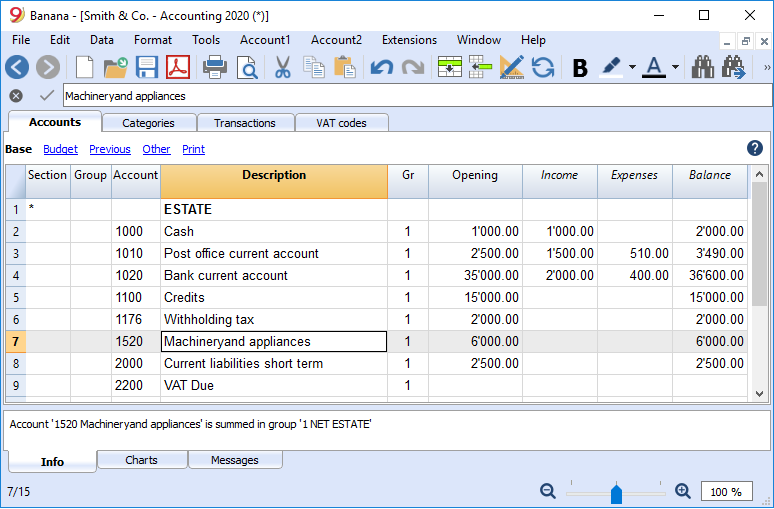 Banana - [Smith & Co. - Accounting 2020 (*)]
File Edit Data Format Tools Account1 Account2 Extensions Window Help
B A »
Machineryand appliances
Accounts Categories Transactions VAT codes
Base Budget Previous Other Print ?
Section Group Account Description Gr Opening Income Expenses Balance
1 * ESTATE
2 1000 Cash 1 1'000.00 1'000.00 2'000.00
3 1010 Post office current account 1 2'500.00 1'500.00 510.00 3'490.00
4 1020 Bank current account 1 35'000.00 2'000.00 400.00 36'600.00
5 1100 Credits 1 15'000.00 15'000.00
6 1176 Withholding tax 1 2'000.00 2'000.00
7 1520 Machineryand appliances 1 6'000.00 6'000.00
8 2000 Current liabilities short term 1 2'500.00 2'500.00
9 2200 VAT Due 1
Account '1520 Machineryand appliances' is summed in group '1 NET ESTATE'
Info Charts Messages
7/15 100 %